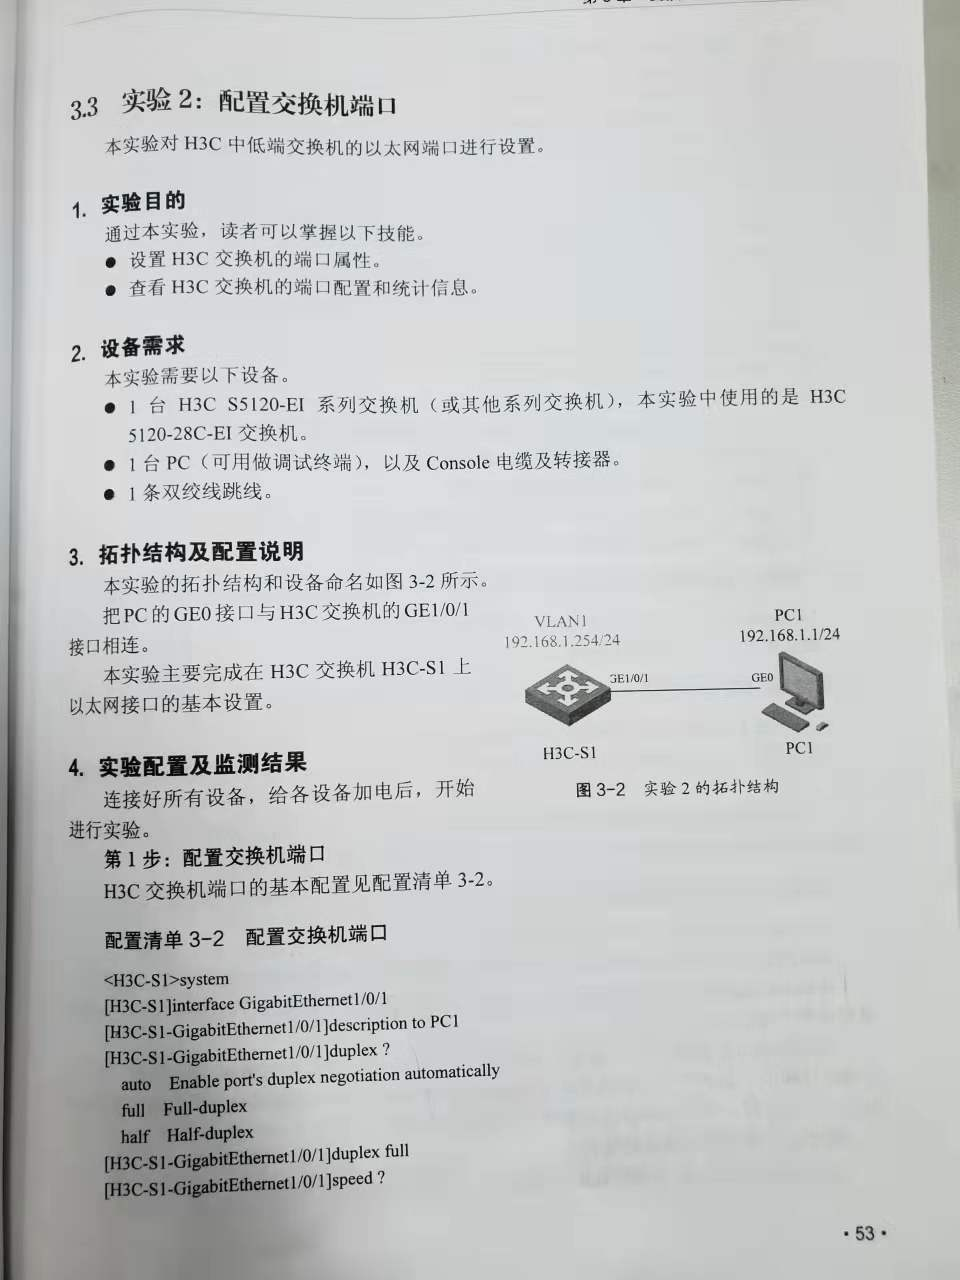 3.3 实验 2：配置交换机端口
本实验对 H3C 中低端交换机的以太网端口进行设置。
1. 实验目的
通过本实验，读者可以掌握以下技能。
● 设置 H3C 交换机的端口属性。
● 查看 H3C 交换机的端口配置和统计信息。
2. 设备需求
本实验需要以下设备。
● 1 台 H3C S5120-EI 系列交换机（或其他系列交换机），本实验中使用的是 H3C
5120-28C-EI 交换机。
● 1 台 PC（可用做调试终端），以及 Console 电缆及转接器。
● 1 条双绞线跳线。
3. 拓扑结构及配置说明
本实验的拓扑结构和设备命名如图 3-2 所示。
把 PC 的 GE0 接口与 H3C 交换机的 GE1/0/1
接口相连。
本实验主要完成在 H3C 交换机 H3C-S1 上
以太网接口的基本设置。
VLAN1
192.168.1.254/24
PC1
192.168.1.1/24
GE1/0/1
GE0
H3C-S1
PC1
图 3-2 实验 2 的拓扑结构
4. 实验配置及监测结果
连接好所有设备，给各设备加电后，开始
进行实验。
第 1 步：配置交换机端口
H3C 交换机端口的基本配置见配置清单 3-2。
配置清单 3-2 配置交换机端口
<H3C-S1>system
[H3C-S1]interface GigabitEthernet1/0/1
[H3C-S1-GigabitEthernet1/0/1]description to PC1
[H3C-S1-GigabitEthernet1/0/1]duplex ?
auto Enable port's duplex negotiation automatically
full Full-duplex
half Half-duplex
[H3C-S1-GigabitEthernet1/0/1]duplex full
[H3C-S1-GigabitEthernet1/0/1]speed ?
·53·